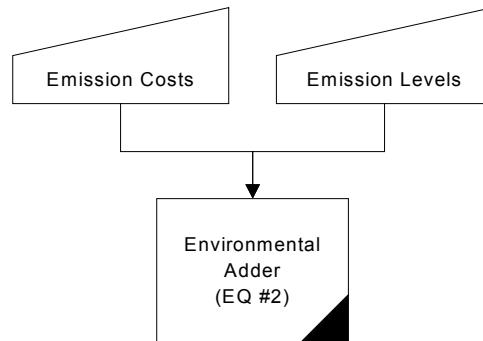 Emission Costs
Emission Levels
Environmental
Adder
(EQ #2)